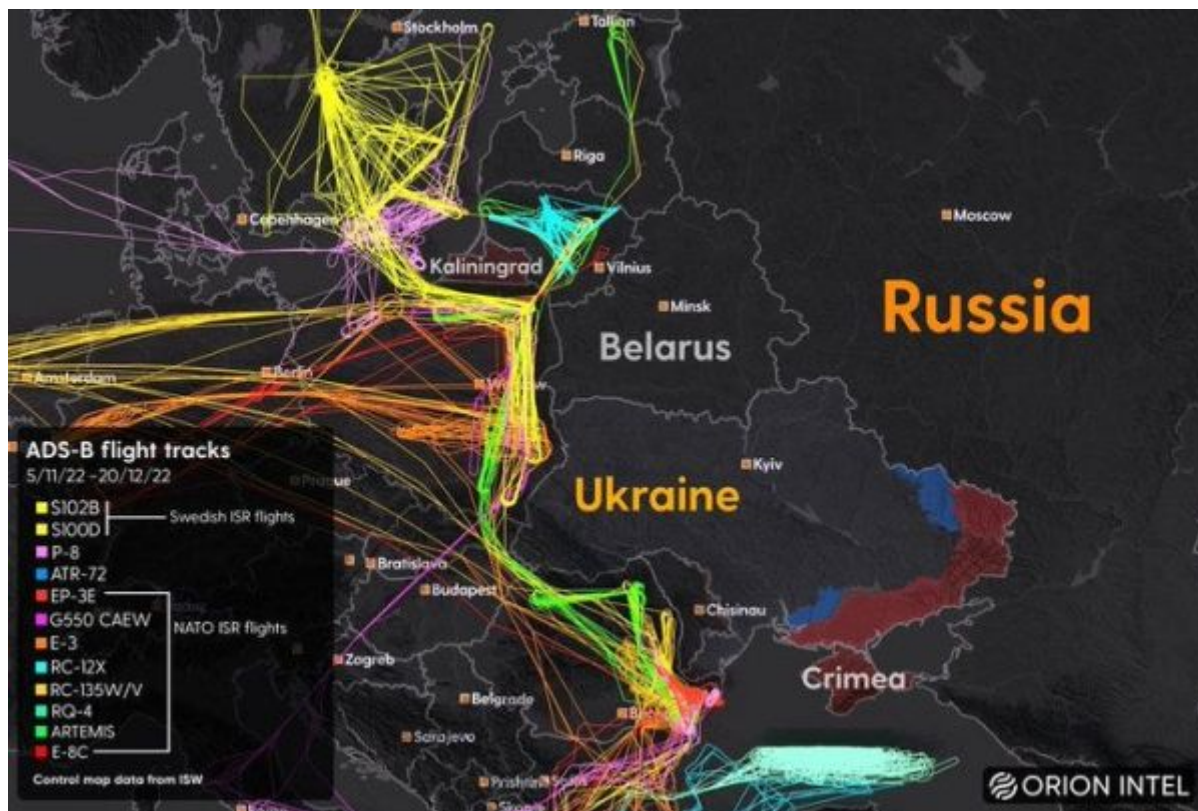 Stockholm
Tallinn
Riga
Copenhagen
Moscow
Kaliningrad
Vilnius
Minsk
Russia
Belarus
Amsterdam
Berlin
Kyiv
Ukraine
Prague
Bratislava
Budapest
Chisinau
Zagreb
Crimea
Belgrade
Sarajevo
Prishtin
ADS-B flight tracks
5/11/22 -20/12/22
S102B
S100D
Swedish ISR flights
P-8
ATR-72
EP-3E
G550 CAEW
NATO ISR flights
E-3
RC-12X
RC-135W/V
RQ-4
ARTEMIS
E-8C
Control map data from ISW
ORION INTEL